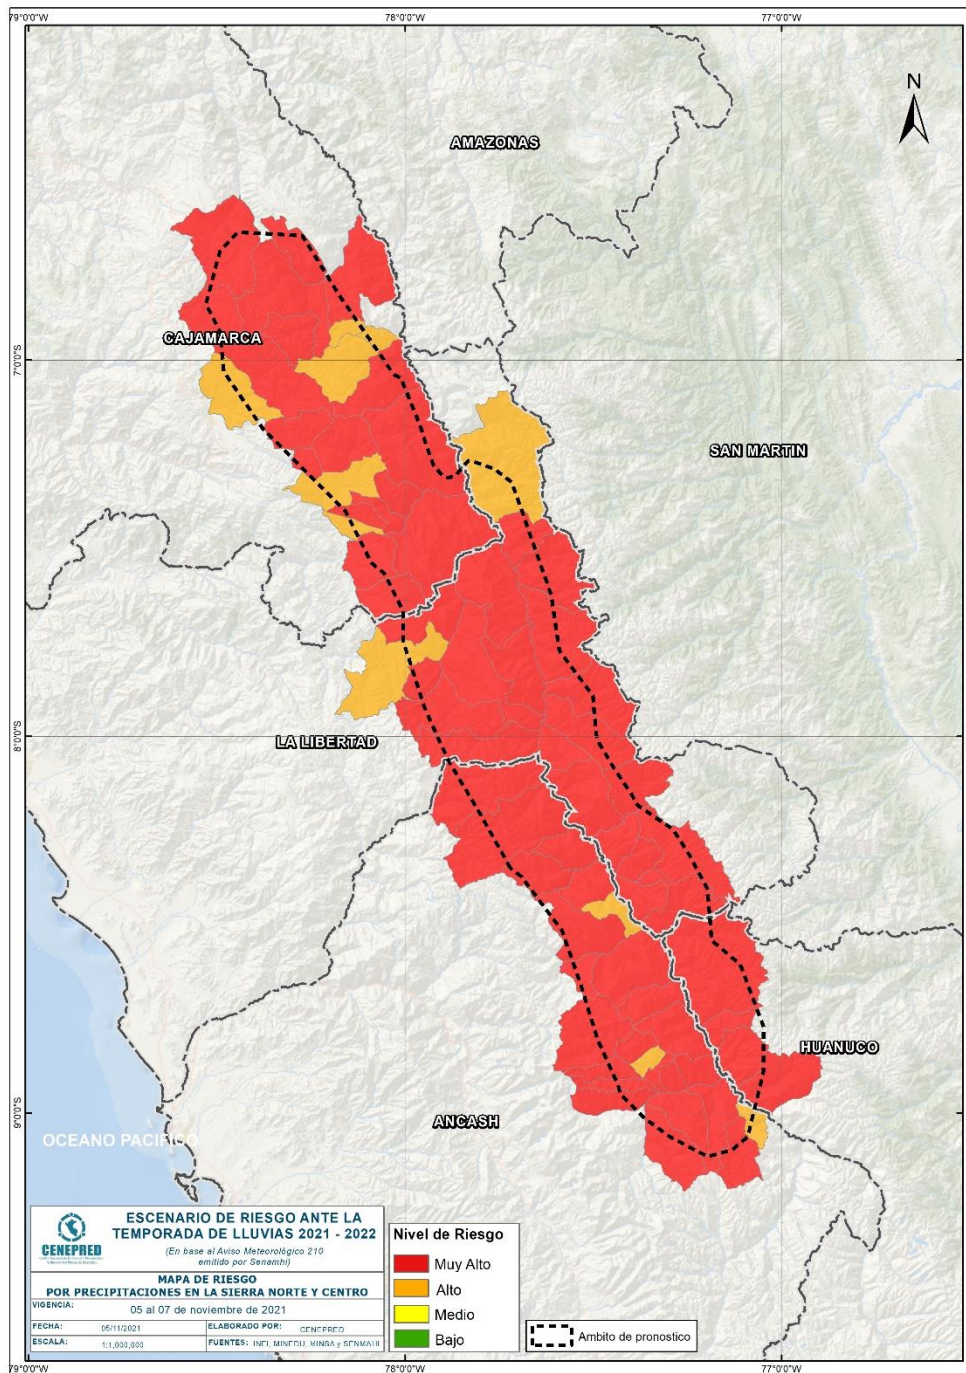 79°0'0"W
78°0'0"W
77°0'0"W
N
AMAZONAS
CAJAMARCA
7°0'0"S
SAN MARTIN
8°0'0"S
LA LIBERTAD
HUANUCO
9°0'0"S
ANCASH
OCEANO PACIFICO
CENEPRED
ESCENARIO DE RIESGO ANTE LA
TEMPORADA DE LLUVIAS 2021 - 2022
(En base al Aviso Meteorológico 210
emitido por Senamhi)
MAPA DE RIESGO
POR PRECIPITACIONES EN LA SIERRA NORTE Y CENTRO
VIGENCIA: 05 al 07 de noviembre de 2021
FECHA: 05/11/2021 ELABORADO POR: CENEPRED
ESCALA: 1:1,000,000 FUENTES: INEI, MINEDU, MINSA y SENMAHI
Nivel de Riesgo
Muy Alto
Alto
Medio
Bajo
Ambito de pronostico
79°0'0"W
78°0'0"W
77°0'0"W